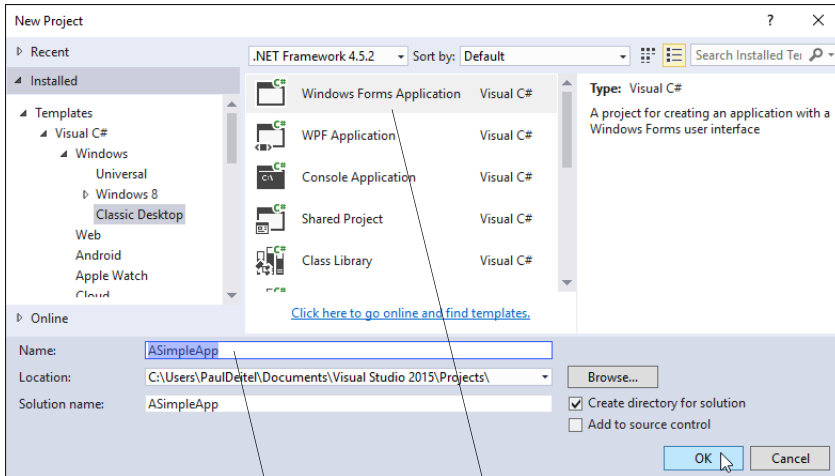 New Project ?
Recent
Installed
Templates
Visual C#
Windows
Universal
Windows 8
Classic Desktop
Web
Android
Apple Watch
Cloud
Online
.NET Framework 4.5.2 Sort by: Default
Search Installed Te
C# Windows Forms Application Visual C#
C# WPF Application Visual C#
C# Console Application Visual C#
C:\
C# Shared Project Visual C#
C# Class Library Visual C#
C#
Click here to go online and find templates.
Type: Visual C#
A project for creating an application with a
Windows Forms user interface
Name: ASimpleApp
Location: C:\Users\PaulDeitel\Documents\Visual Studio 2015\Projects\ Browse...
Solution name: ASimpleApp
Create directory for solution
Add to source control
OK Cancel